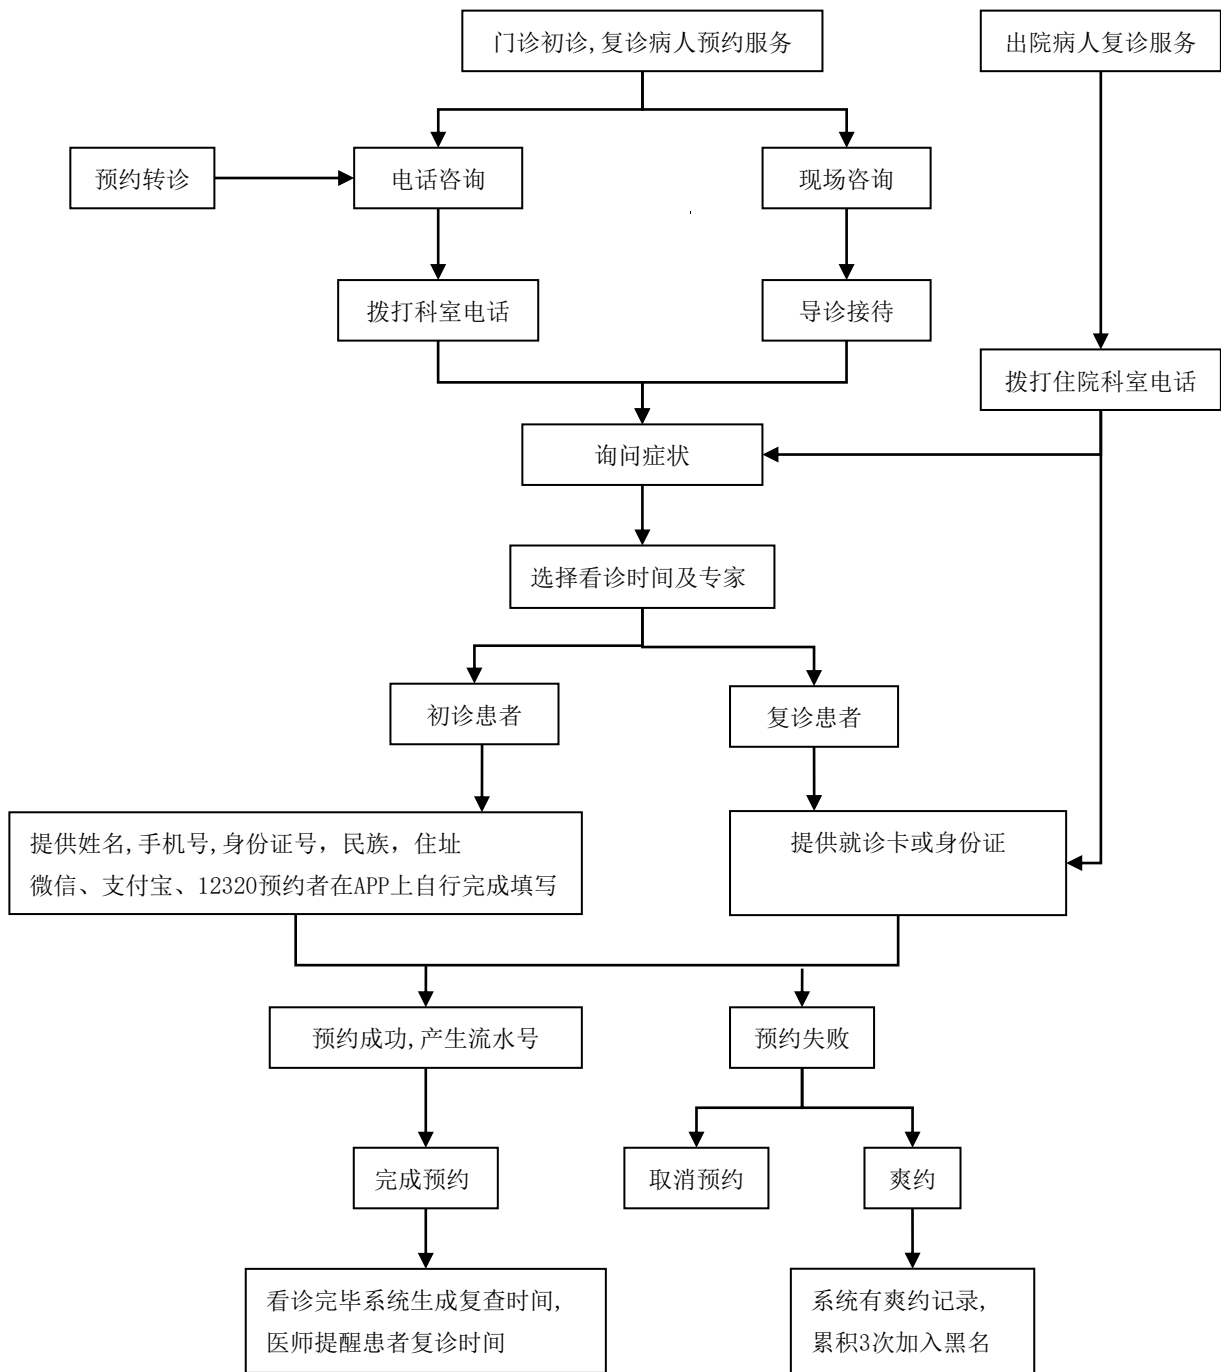 门诊初诊,复诊病人预约服务
出院病人复诊服务
预约转诊
电话咨询
现场咨询
拨打科室电话
导诊接待
拨打住院科室电话
询问症状
选择看诊时间及专家
初诊患者
复诊患者
提供姓名,手机号,身份证号，民族，住址
微信、支付宝、12320预约者在APP上自行完成填写
提供就诊卡或身份证
预约成功,产生流水号
预约失败
完成预约
取消预约
爽约
看诊完毕系统生成复查时间,
医师提醒患者复诊时间
系统有爽约记录,
累积3次加入黑名